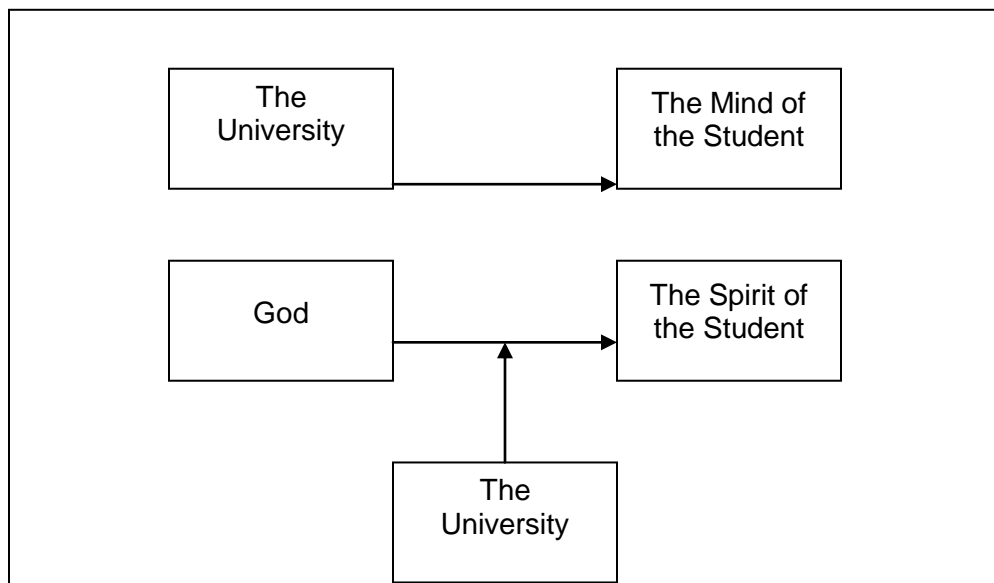 The
University
The Mind of
the Student
God
The Spirit of
the Student
The
University